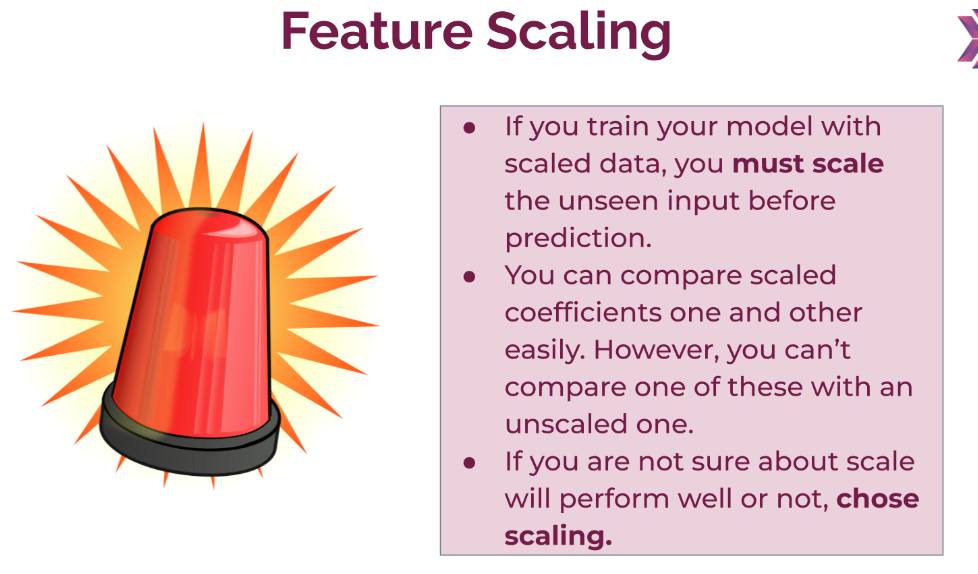 Feature Scaling
● If you train your model with
scaled data, you must scale
the unseen input before
prediction.
● You can compare scaled
coefficients one and other
easily. However, you can’t
compare one of these with an
unscaled one.
● If you are not sure about scale
will perform well or not, chose
scaling.